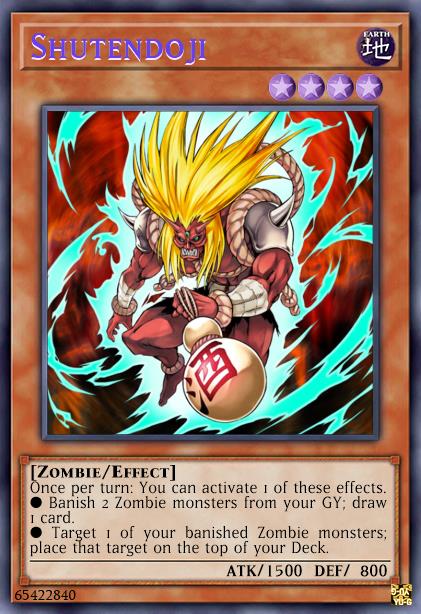 Shutendoji
EARTH
地
酒
[Zombie/Effect]
Once per turn: You can activate 1 of these effects.
● Banish 2 Zombie monsters from your GY; draw
1 card.
● Target 1 of your banished Zombie monsters;
place that target on the top of your Deck.
ATK/1500 DEF/ 800
65422840